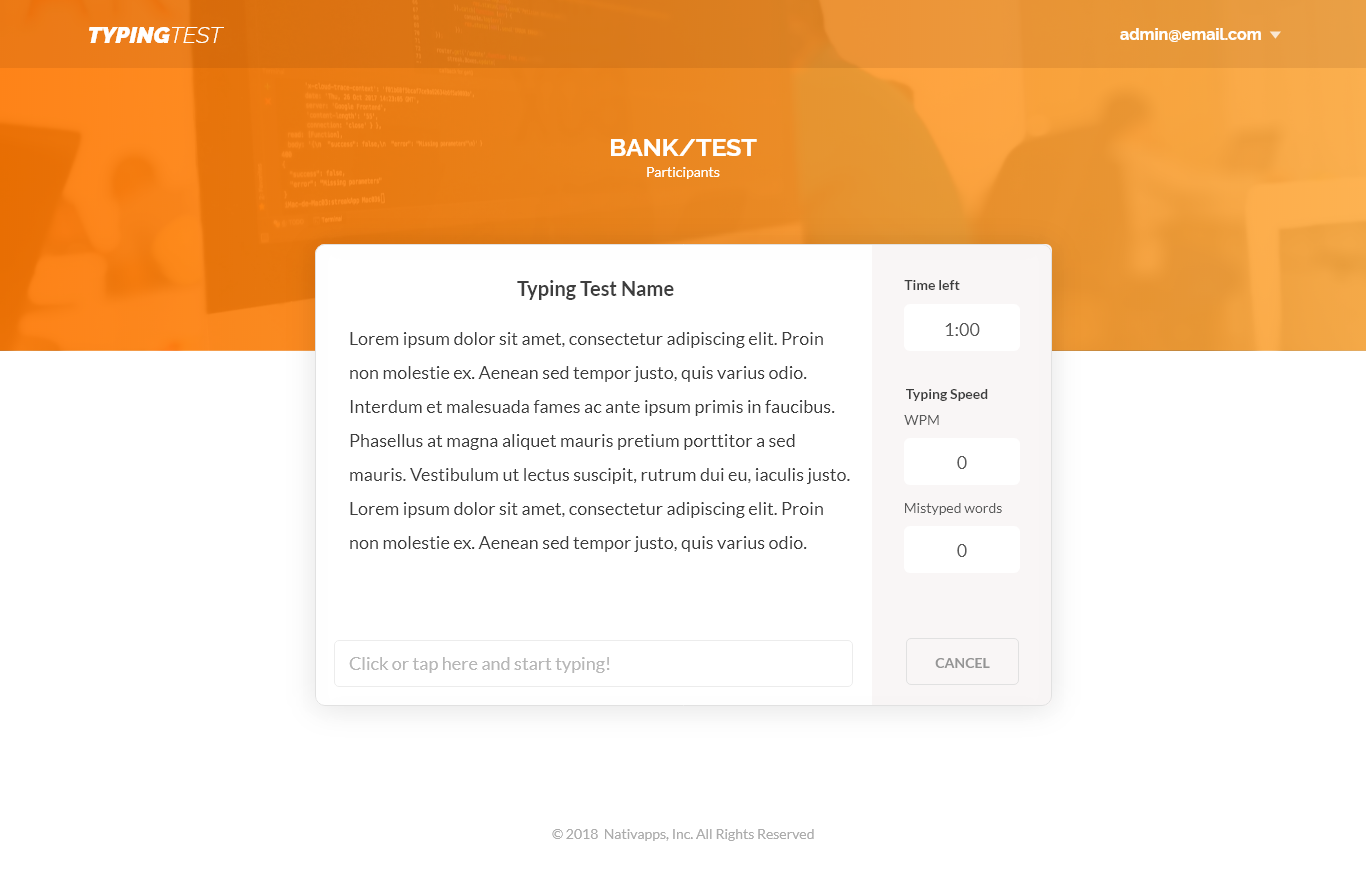 TYPINGTEST
admin@email.com
BANK/TEST
Participants
Typing Test Name
Lorem ipsum dolor sit amet, consectetur adipiscing elit. Proin
non molestie ex. Aenean sed tempor justo, quis varius odio.
Interdum et malesuada fames ac ante ipsum primis in faucibus.
Phasellus at magna aliquet mauris pretium porttitor a sed
mauris. Vestibulum ut lectus suscipit, rutrum dui eu, iaculis justo.
Lorem ipsum dolor sit amet, consectetur adipiscing elit. Proin
non molestie ex. Aenean sed tempor justo, quis varius odio.
Click or tap here and start typing!
Time left
1:00
Typing Speed
WPM
0
Mistyped words
0
CANCEL
© 2018 Nativapps, Inc. All Rights Reserved